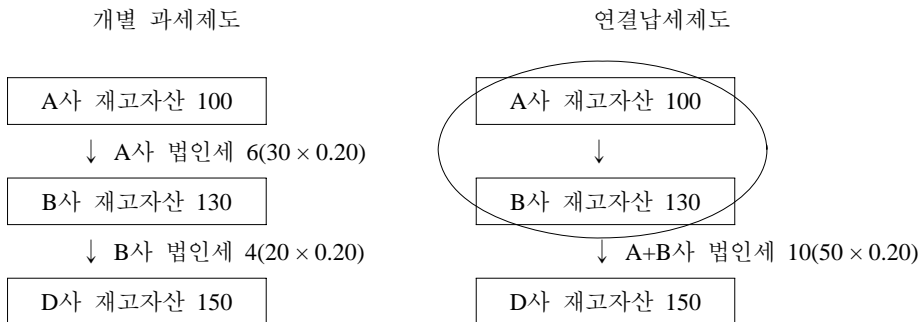 개별 과세제도
연결납세제도
A사 재고자산 100
A사 재고자산 100
↓ A사 법인세 6(30 × 0.20)
↓
B사 재고자산 130
B사 재고자산 130
↓ B사 법인세 4(20 × 0.20)
↓ A+B사 법인세 10(50 × 0.20)
D사 재고자산 150
D사 재고자산 150